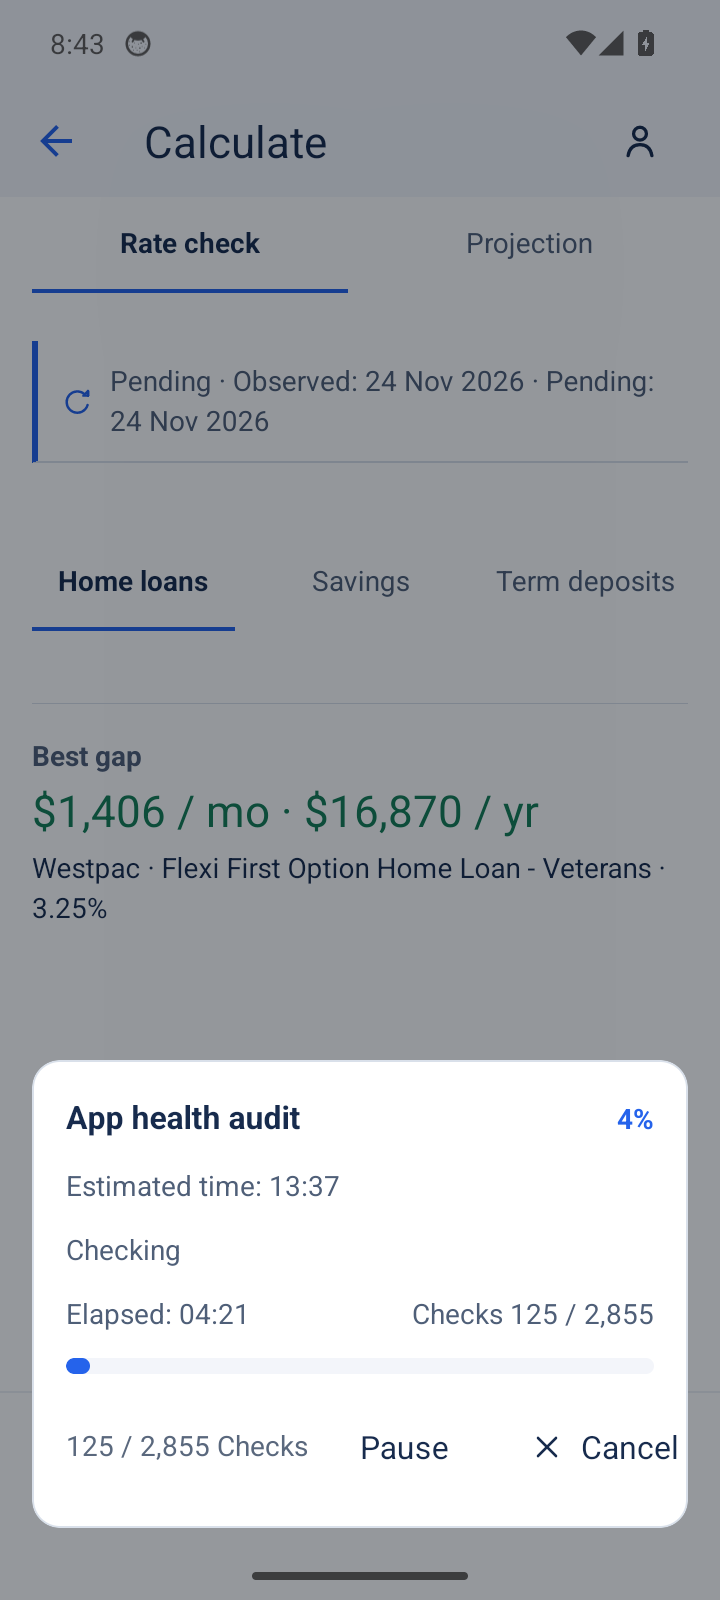 8:43
Calculate
Rate check
Projection
Pending · Observed: 24 Nov 2026 · Pending:
24 Nov 2026
Home loans
Savings
Term deposits
Best gap
$1,406 / mo · $16,870 / yr
Westpac · Flexi First Option Home Loan - Veterans ·
3.25%
App health audit
4%
Estimated time: 13:37
Checking
Elapsed: 04:21
Checks 125 / 2,855
125 / 2,855 Checks
Pause
Cancel